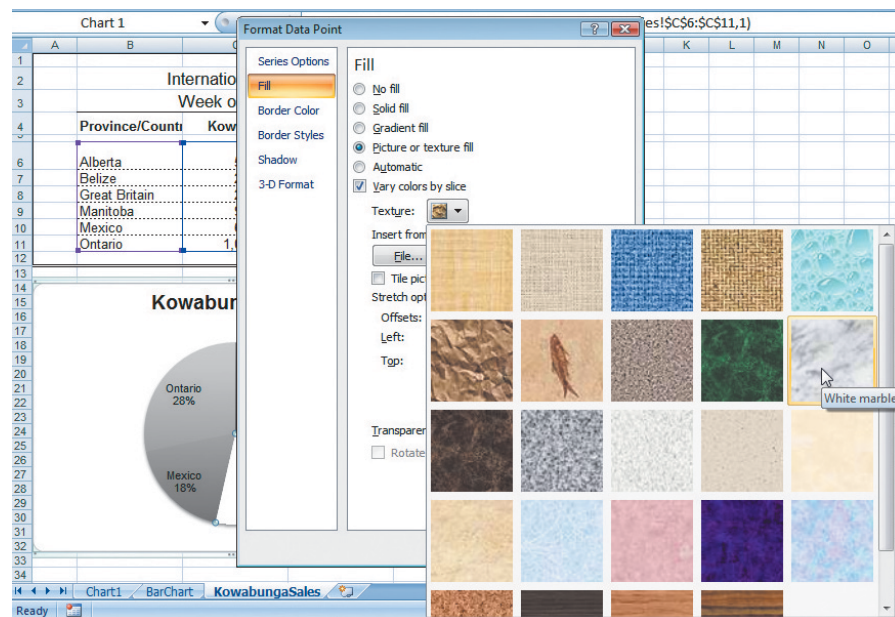 Chart 1
Format Data Point
es!$C$6:$C$11,1)
A B K L M N O
1
2 Internatio
3 Week o
4 Province/Countr Kow
5
6 Alberta
7 Belize
8 Great Britain
9 Manitoba
10 Mexico
11 Ontario 1,
12
13
14
15 Kowabun
16
17
18
19
20
21
22
23
24
25
26
27
28
29
30
31
32
33
34
Ontario
28%
Mexico
18%
Series Options
Fill
Border Color
Border Styles
Shadow
3-D Format
Fill
No fill
Solid fill
Gradient fill
Picture or texture fill
Automatic
Vary colors by slice
Texture:
Insert from
File...
Tile pic
Stretch opt
Offsets:
Left:
Top:
Transparen
Rotate
White marble
Chart1 BarChart KowabungaSales
Ready